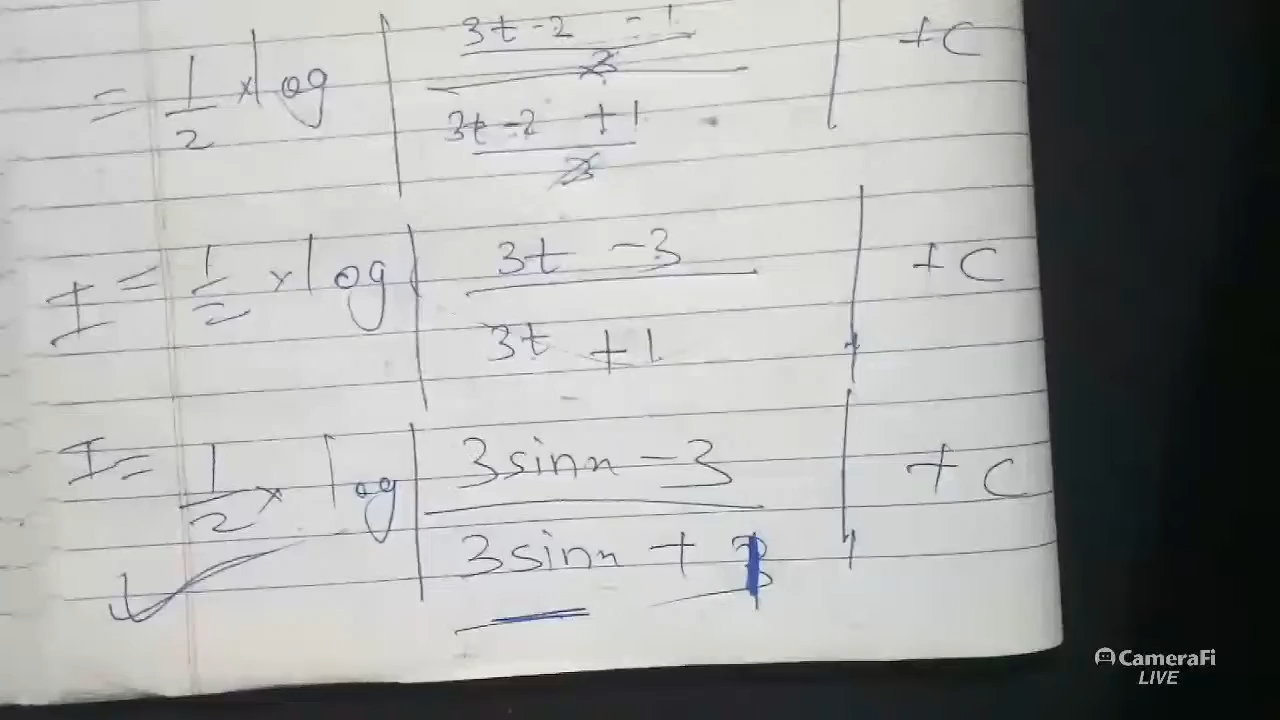 3t-2 -1
= 1/2 × log | / | +C
3
3t-2 +1
3
I = 1/2 × log | 3t -3 / 3t +1 | +C
I = 1/2 × log | 3sinx -3 / 3sinx + 1 | + C
CameraFi
LIVE